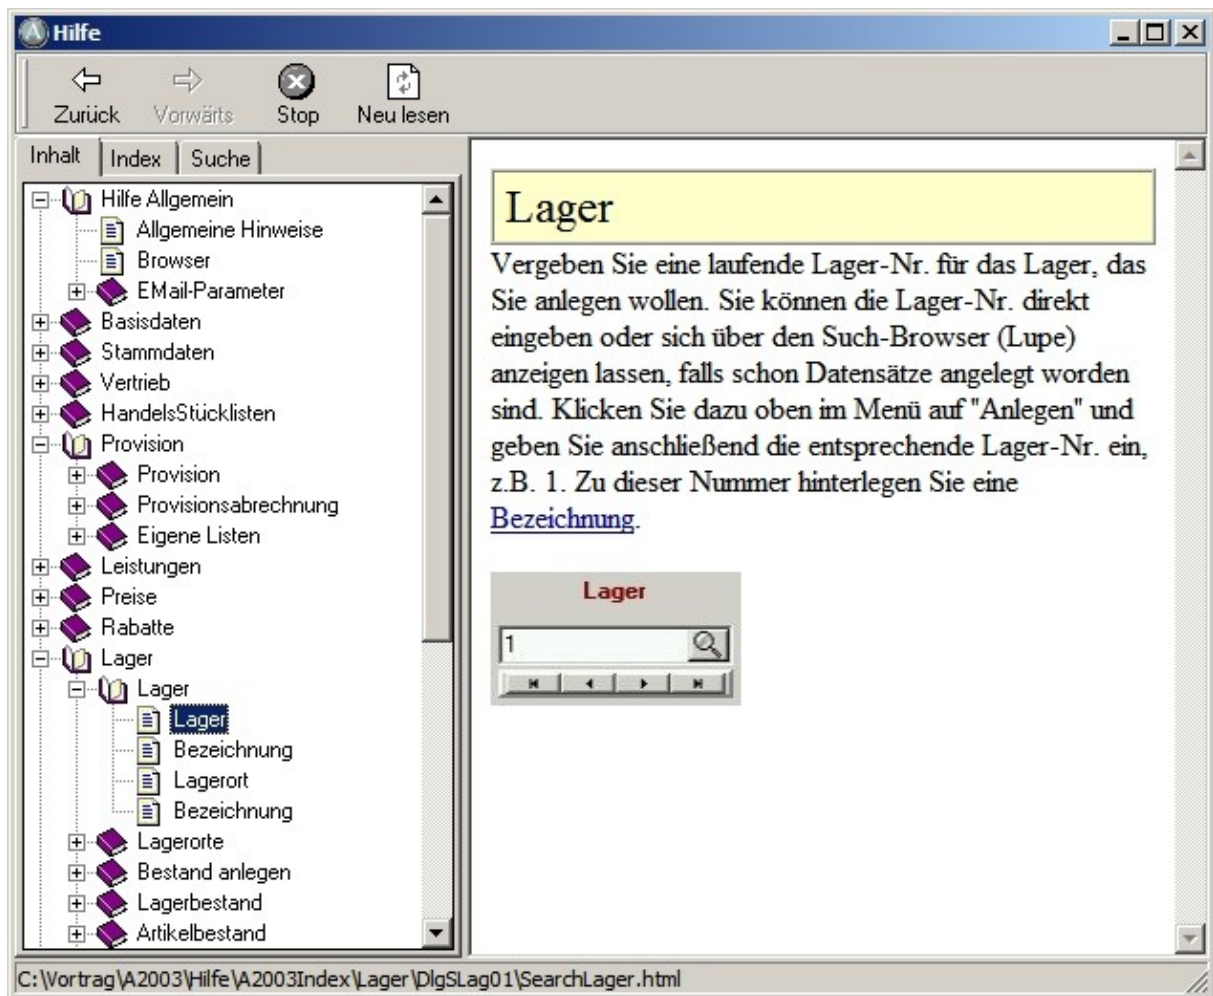 Hilfe
Zurück Vorwärts Stop Neu lesen
Inhalt Index Suche
Hilfe Allgemein
Allgemeine Hinweise
Browser
EMail-Parameter
Basisdaten
Stammdaten
Vertrieb
HandelsStücklisten
Provision
Provision
Provisionsabrechnung
Eigene Listen
Leistungen
Preise
Rabatte
Lager
Lager
Lager
Bezeichnung
Lagerort
Bezeichnung
Lagerorte
Bestand anlegen
Lagerbestand
Artikelbestand
Lager
Vergeben Sie eine laufende Lager-Nr. für das Lager, das
Sie anlegen wollen. Sie können die Lager-Nr. direkt
eingeben oder sich über den Such-Browser (Lupe)
anzeigen lassen, falls schon Datensätze angelegt worden
sind. Klicken Sie dazu oben im Menü auf "Anlegen" und
geben Sie anschließend die entsprechende Lager-Nr. ein,
z.B. 1. Zu dieser Nummer hinterlegen Sie eine
Bezeichnung.
Lager
1
C:\Vortrag\A2003\Hilfe\A2003Index\Lager\DlgSLag01\SearchLager.html